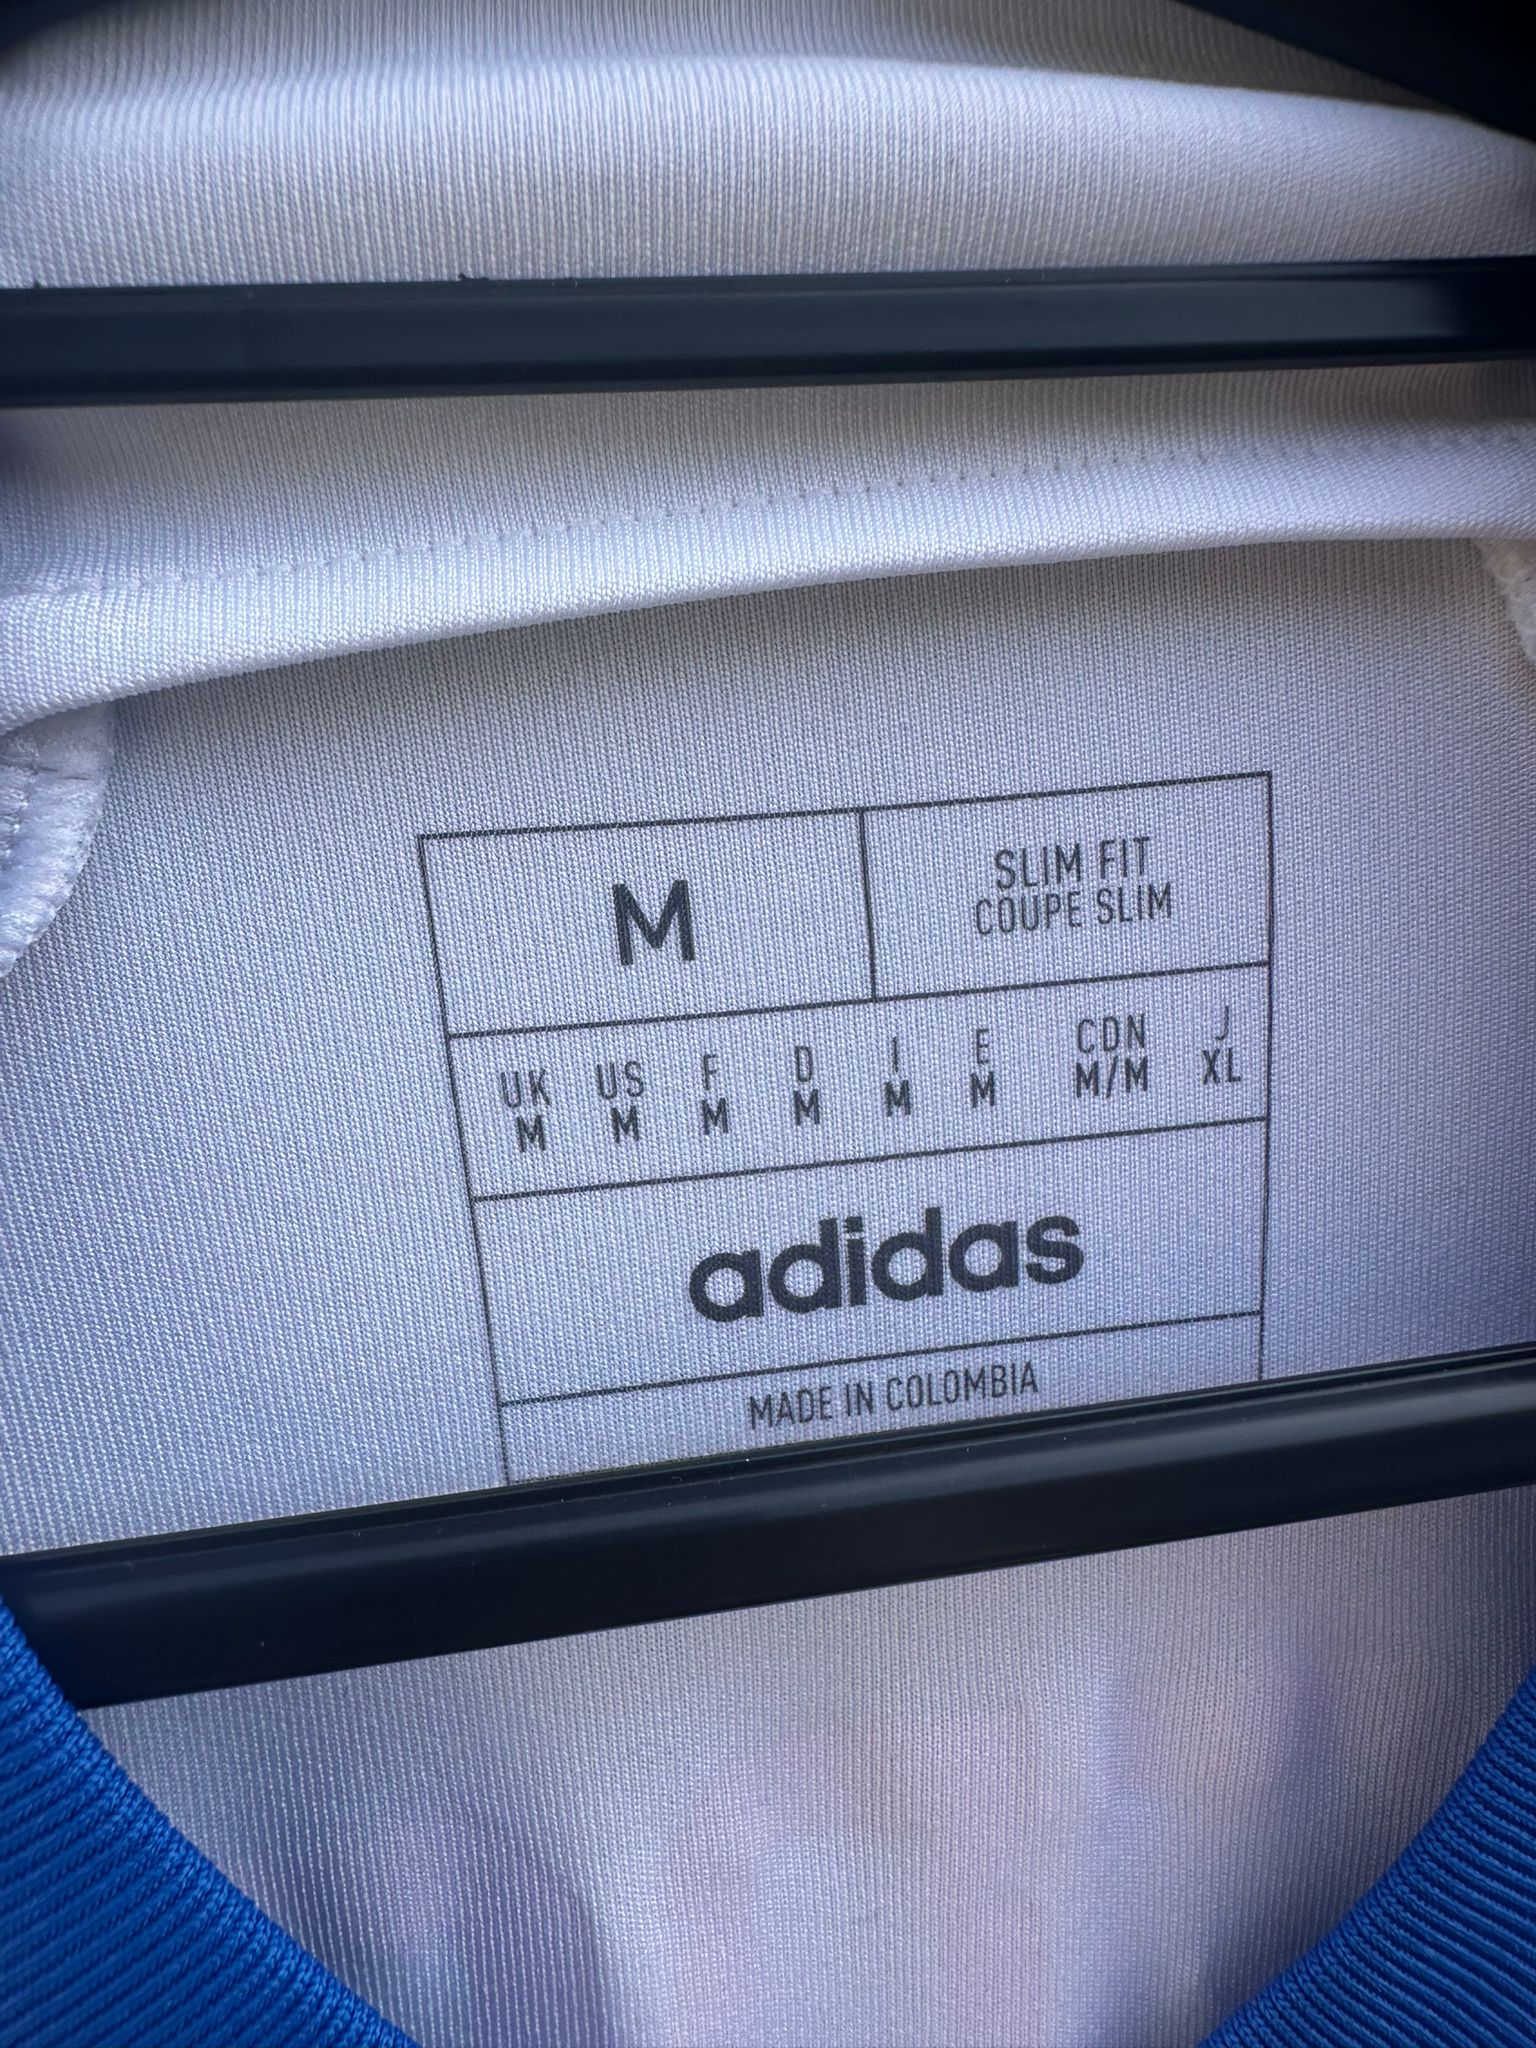 M
SLIM FIT
COUPE SLIM
UK US F D I E CDN J
M M M M M M M/M XL
adidas
MADE IN COLOMBIA